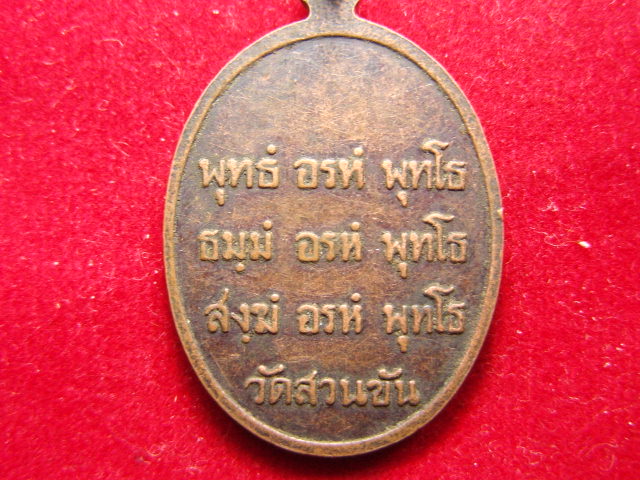 พุทธํ อรหํ พุทโธ
ธมฺมํ อรหํ พุทโธ
สงฺฆํ อรหํ พุทโธ
วัดสวนขัน